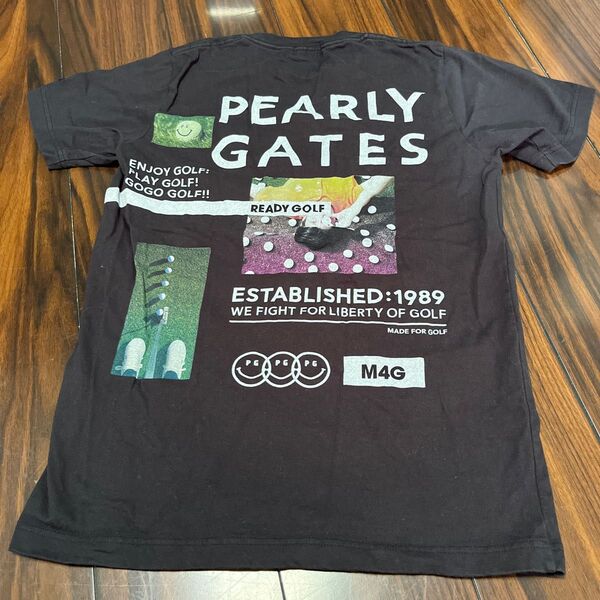 PEARLY
GATES
ENJOY GOLF!
PLAY GOLF!
GOGO GOLF!!
READY GOLF
ESTABLISHED:1989
WE FIGHT FOR LIBERTY OF GOLF
MADE FOR GOLF
PG PG PG
M4G